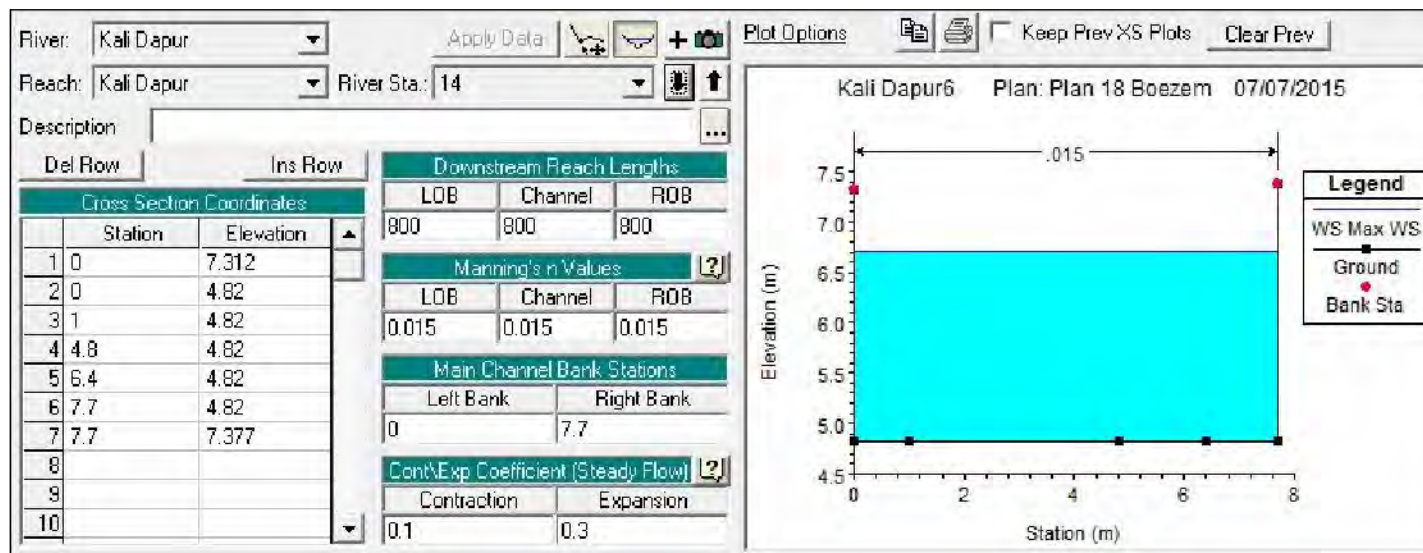 River: Kali Dapur Apply Data
Reach: Kali Dapur River Sta.: 14
Description ...
Del Row Ins Row
Cross Section Coordinates
Station Elevation
1 0 7.312
2 0 4.82
3 1 4.82
4 4.8 4.82
5 6.4 4.82
6 7.7 4.82
7 7.7 7.377
8
9
10
Downstream Reach Lengths
LOB Channel ROB
800 800 800
Manning's n Values ?
LOB Channel ROB
0.015 0.015 0.015
Main Channel Bank Stations
Left Bank Right Bank
0 7.7
Cont\Exp Coefficient (Steady Flow) ?
Contraction Expansion
0.1 0.3
Plot Options Keep Prev XS Plots Clear Prev
Kali Dapur6 Plan: Plan 18 Boezem 07/07/2015
.015
7.5
7.0
6.5
6.0
5.5
5.0
4.5
Elevation (m)
0 2 4 6 8
Station (m)
Legend
WS Max WS
Ground
Bank Sta